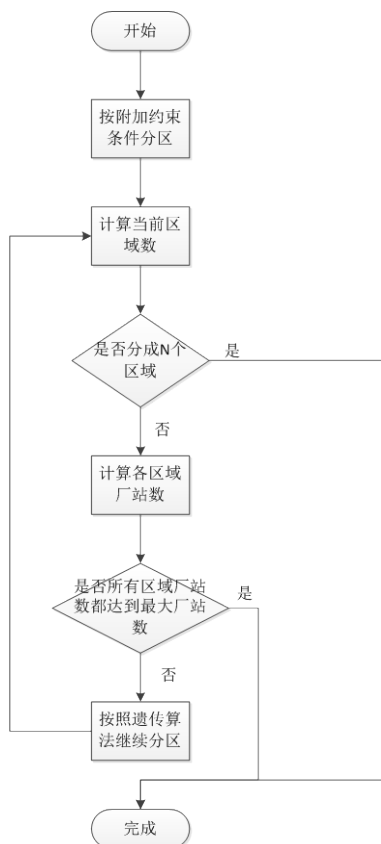 开始
按附加约束
条件分区
计算当前区
域数
是否分成N个
区域
是
否
计算各区域
厂站数
是否所有区域厂站
数都达到最大厂站
数
是
否
按照遗传算
法继续分区
完成